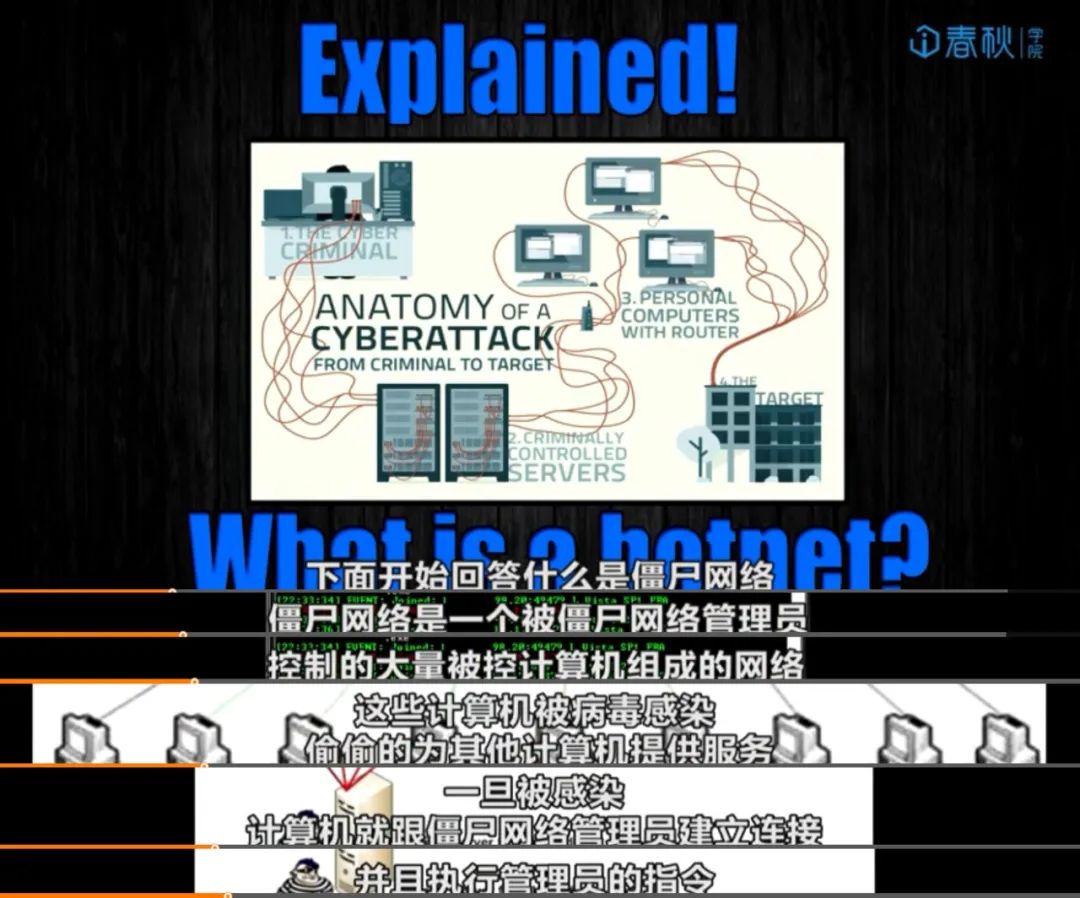 Explained!
春秋学院
1. THE CYBER
CRIMINAL
ANATOMY OF A
CYBERATTACK
FROM CRIMINAL TO TARGET
3. PERSONAL
COMPUTERS
WITH ROUTER
4. THE
TARGET
2. CRIMINALLY
CONTROLLED
SERVERS
What is a botnet?
下面开始回答什么是僵尸网络
僵尸网络是一个被僵尸网络管理员
控制的大量被控计算机组成的网络
这些计算机被病毒感染
偷偷的为其他计算机提供服务
一旦被感染
计算机就跟僵尸网络管理员建立连接
并且执行管理员的指令